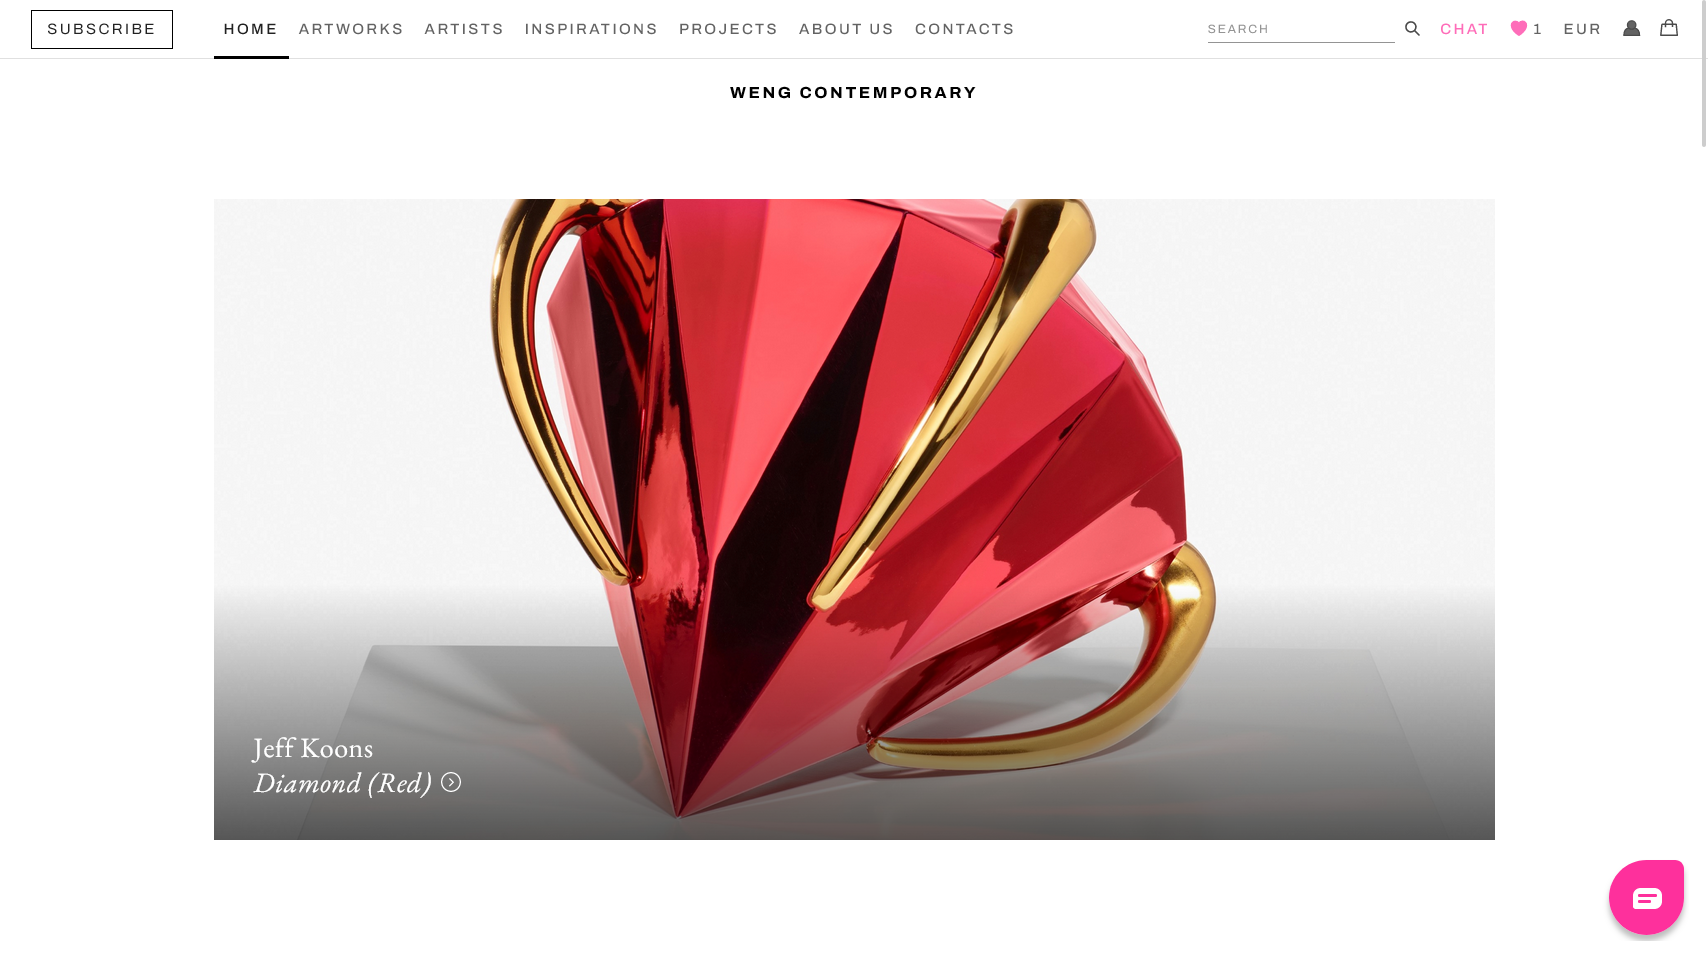 SUBSCRIBE
HOME ARTWORKS ARTISTS INSPIRATIONS PROJECTS ABOUT US CONTACTS
SEARCH
CHAT 1 EUR
WENG CONTEMPORARY
Jeff Koons
Diamond (Red)